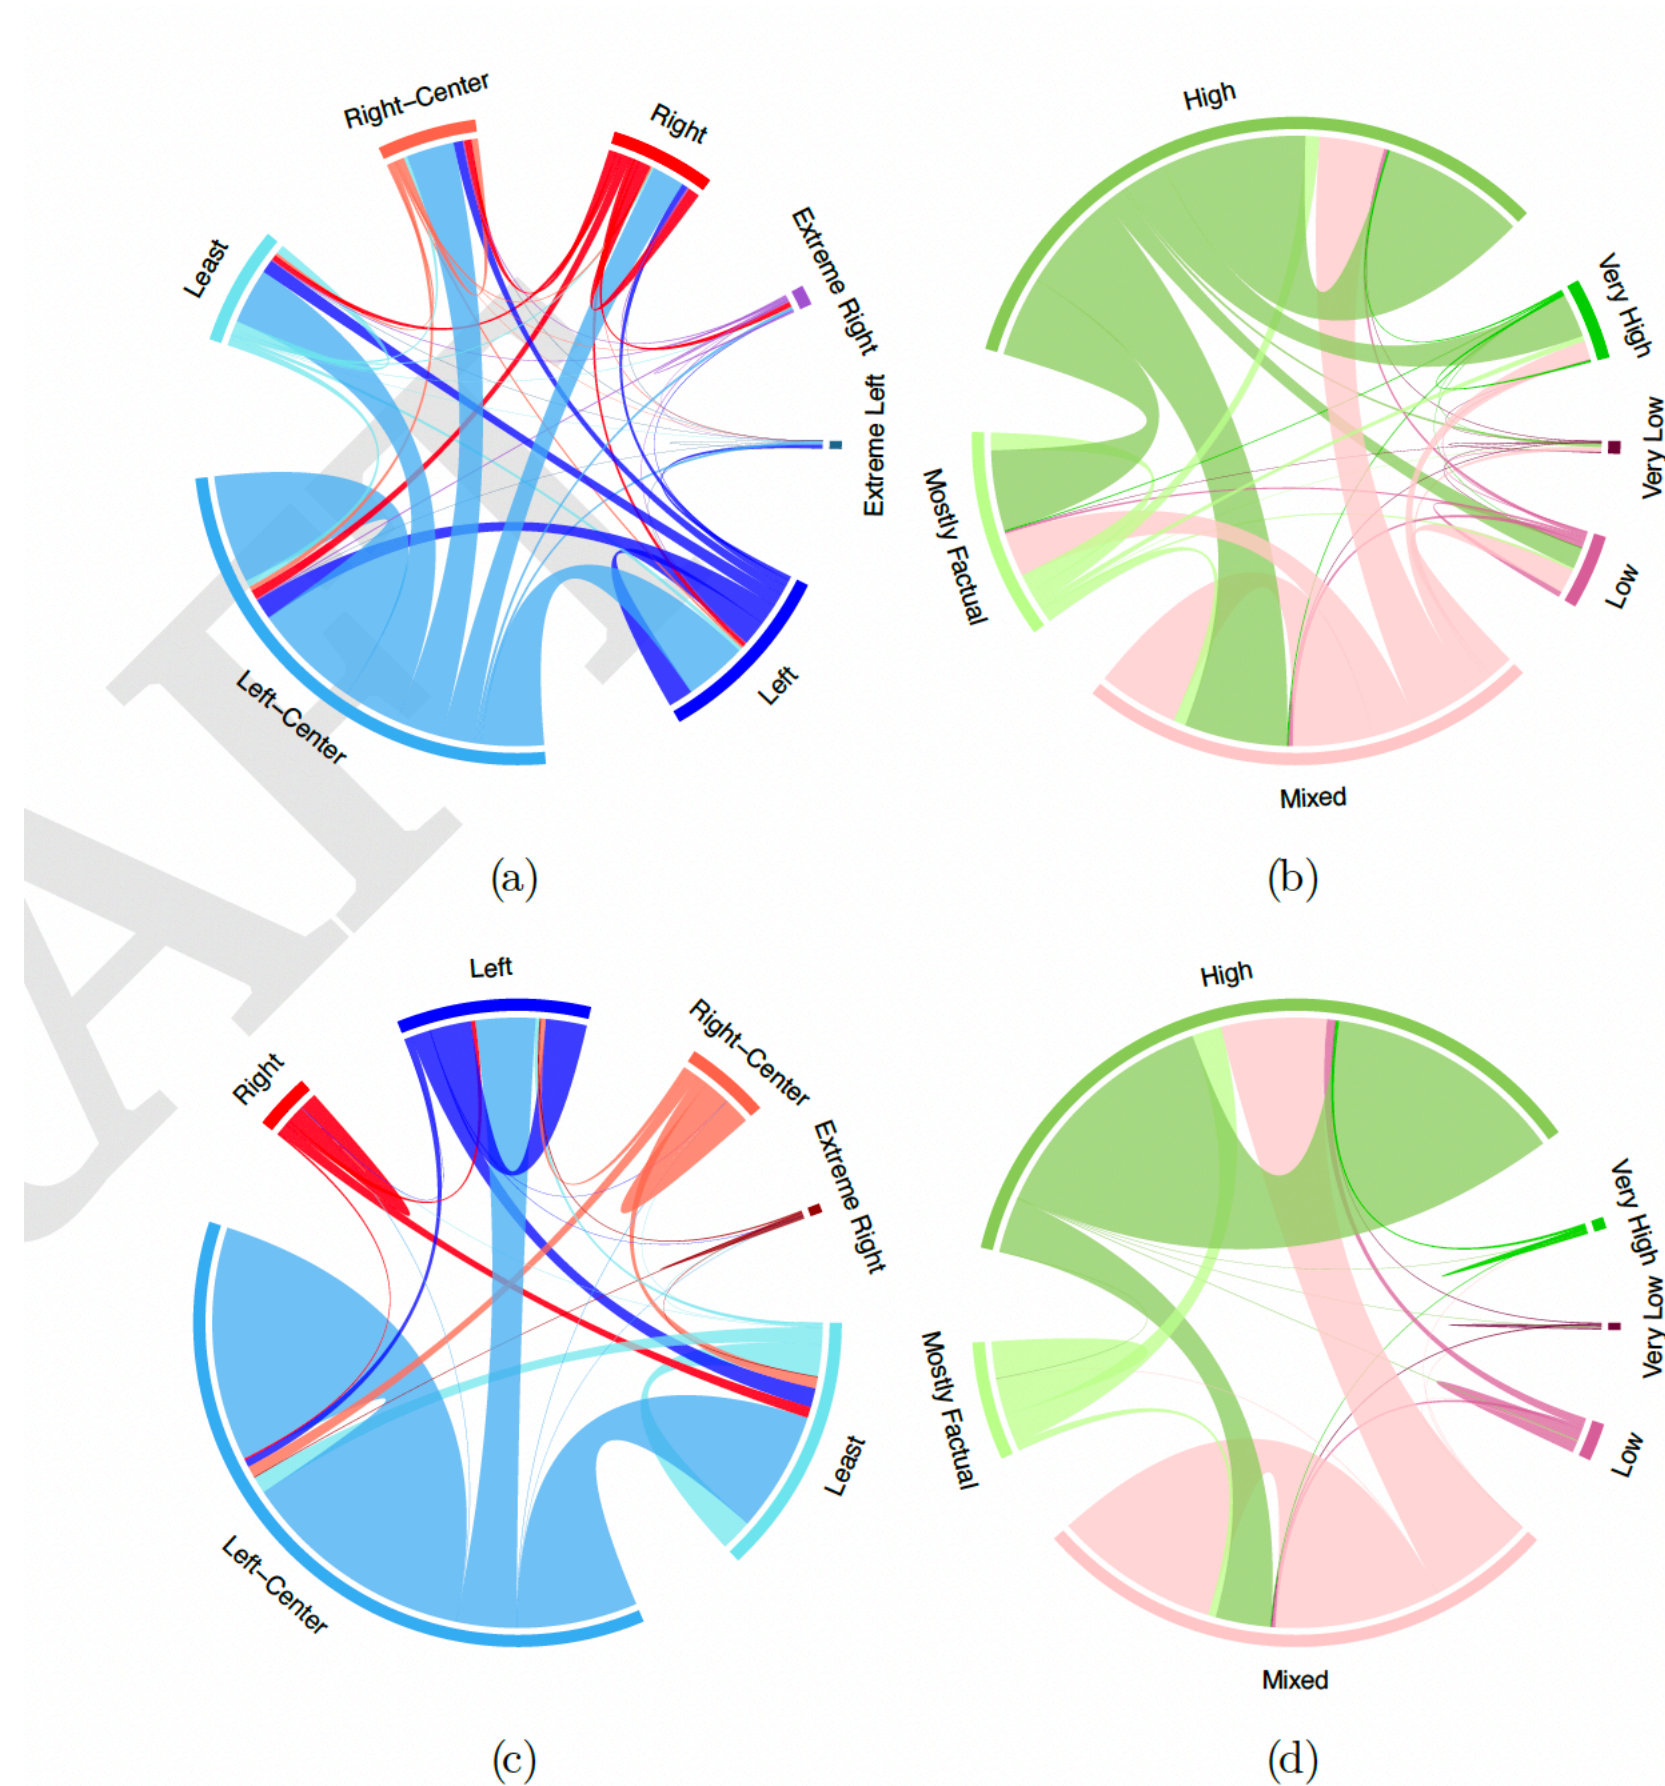 Right−Center
Right
Least
Extreme Right
Extreme Left
Left−Center
Left
(a)
High
Very High
Very Low
Mostly Factual
Low
Mixed
(b)
Left
Right−Center
Right
Extreme Right
Least
Left−Center
(c)
High
Very High
Very Low
Mostly Factual
Low
Mixed
(d)